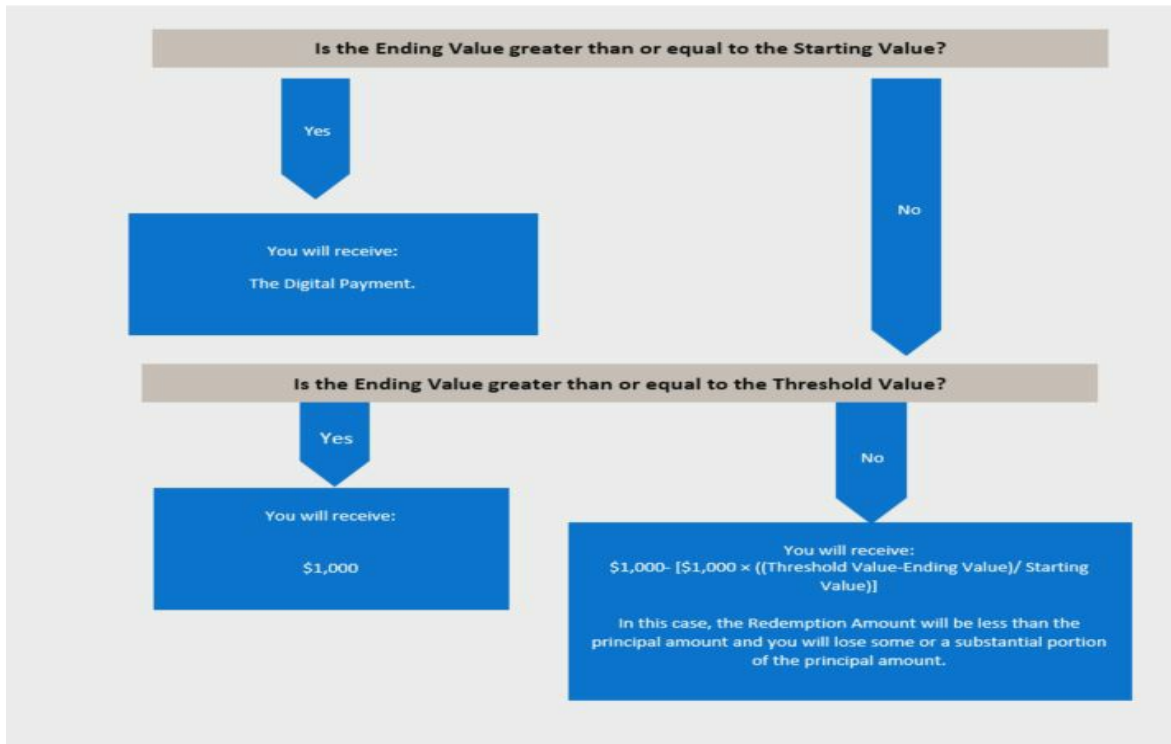 Is the Ending Value greater than or equal to the Starting Value?
Yes
No
You will receive:
The Digital Payment.
Is the Ending Value greater than or equal to the Threshold Value?
Yes
No
You will receive:
$1,000
You will receive:
$1,000- [$1,000 × ((Threshold Value-Ending Value)/ Starting
Value)]
In this case, the Redemption Amount will be less than the
principal amount and you will lose some or a substantial portion
of the principal amount.